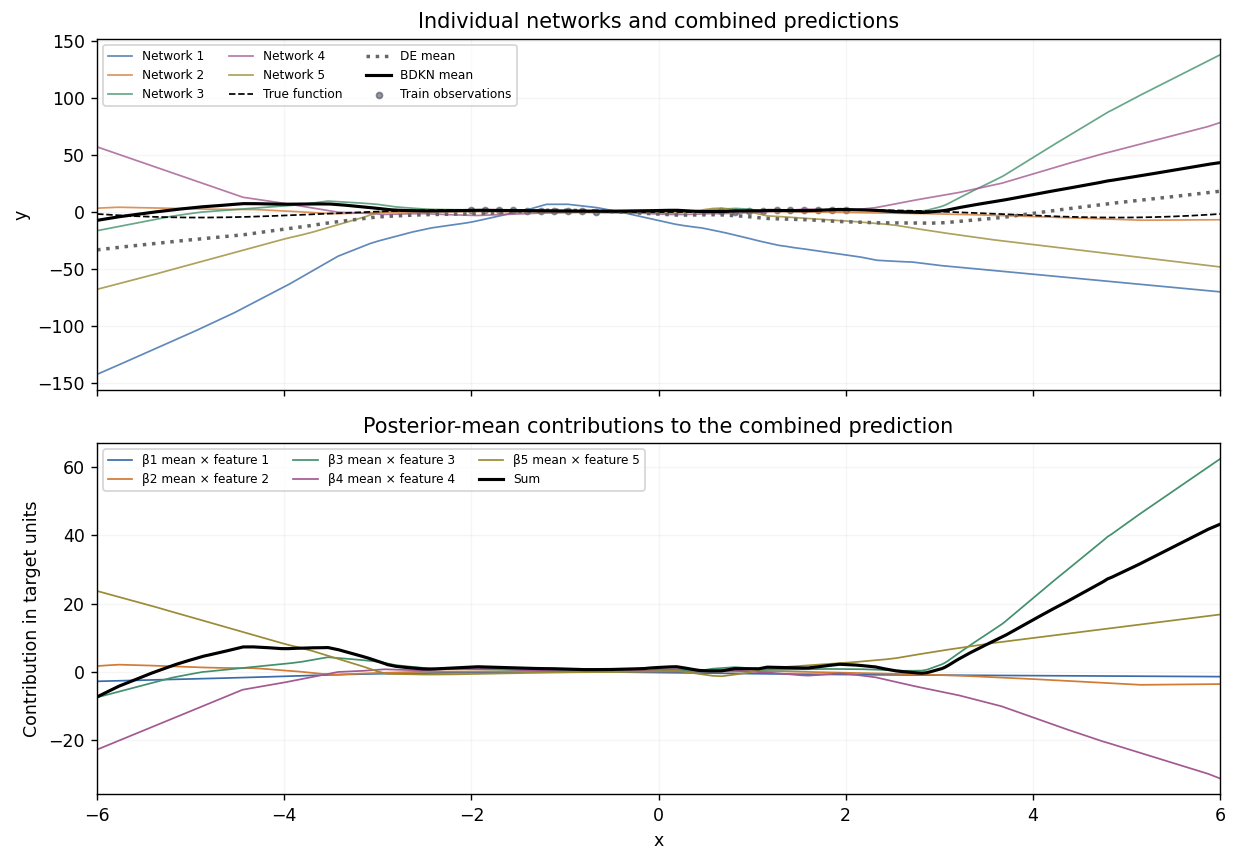 Individual networks and combined predictions
150
100
50
0
−50
−100
−150
y
Network 1
Network 2
Network 3
Network 4
Network 5
True function
DE mean
BDKN mean
Train observations
Posterior-mean contributions to the combined prediction
60
40
20
0
−20
Contribution in target units
β1 mean × feature 1
β2 mean × feature 2
β3 mean × feature 3
β4 mean × feature 4
β5 mean × feature 5
Sum
−6
−4
−2
0
2
4
6
x